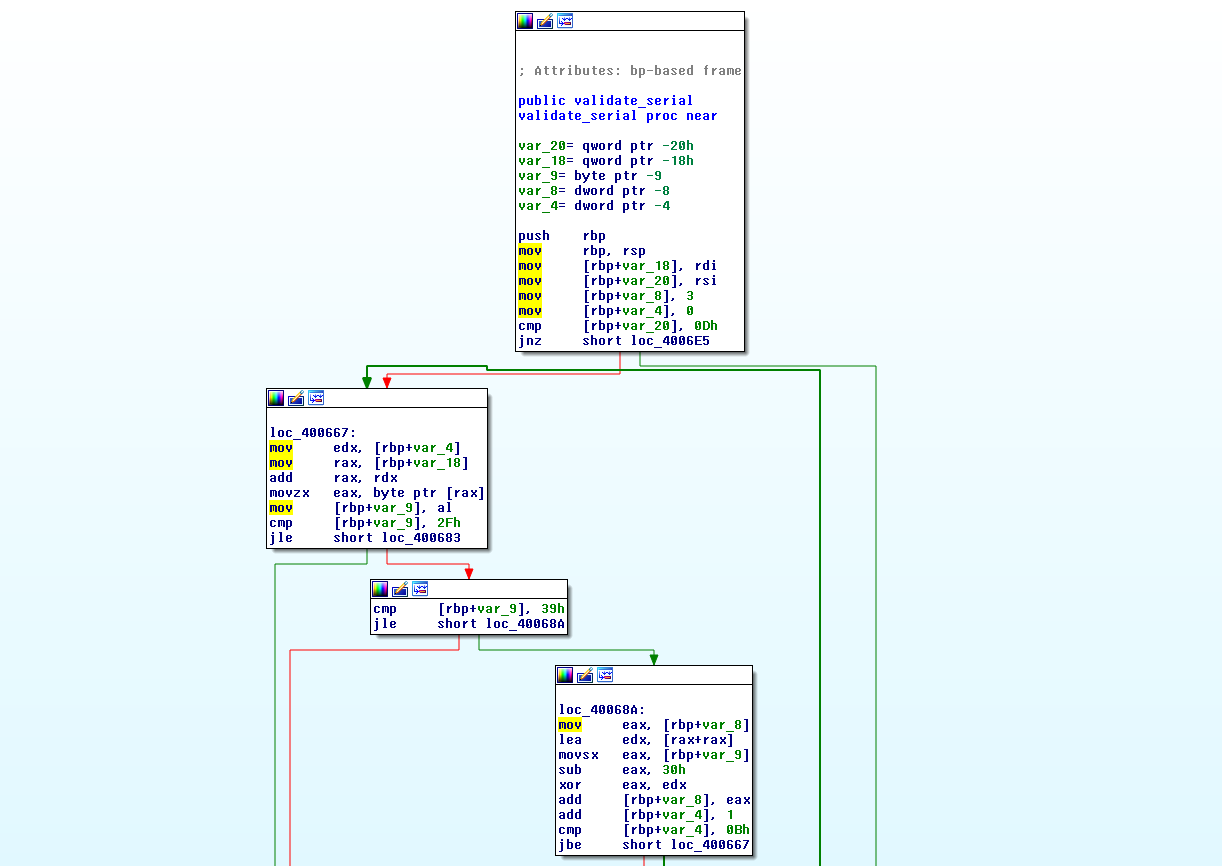 ; Attributes: bp-based frame
public validate_serial
validate_serial proc near
var_20= qword ptr -20h
var_18= qword ptr -18h
var_9= byte ptr -9
var_8= dword ptr -8
var_4= dword ptr -4
push rbp
mov rbp, rsp
mov [rbp+var_18], rdi
mov [rbp+var_20], rsi
mov [rbp+var_8], 3
mov [rbp+var_4], 0
cmp [rbp+var_20], 0Dh
jnz short loc_4006E5
loc_400667:
mov edx, [rbp+var_4]
mov rax, [rbp+var_18]
add rax, rdx
movzx eax, byte ptr [rax]
mov [rbp+var_9], al
cmp [rbp+var_9], 2Fh
jle short loc_400683
cmp [rbp+var_9], 39h
jle short loc_40068A
loc_40068A:
mov eax, [rbp+var_8]
lea edx, [rax+rax]
movsx eax, [rbp+var_9]
sub eax, 30h
xor eax, edx
add [rbp+var_8], eax
add [rbp+var_4], 1
cmp [rbp+var_4], 0Bh
jbe short loc_400667